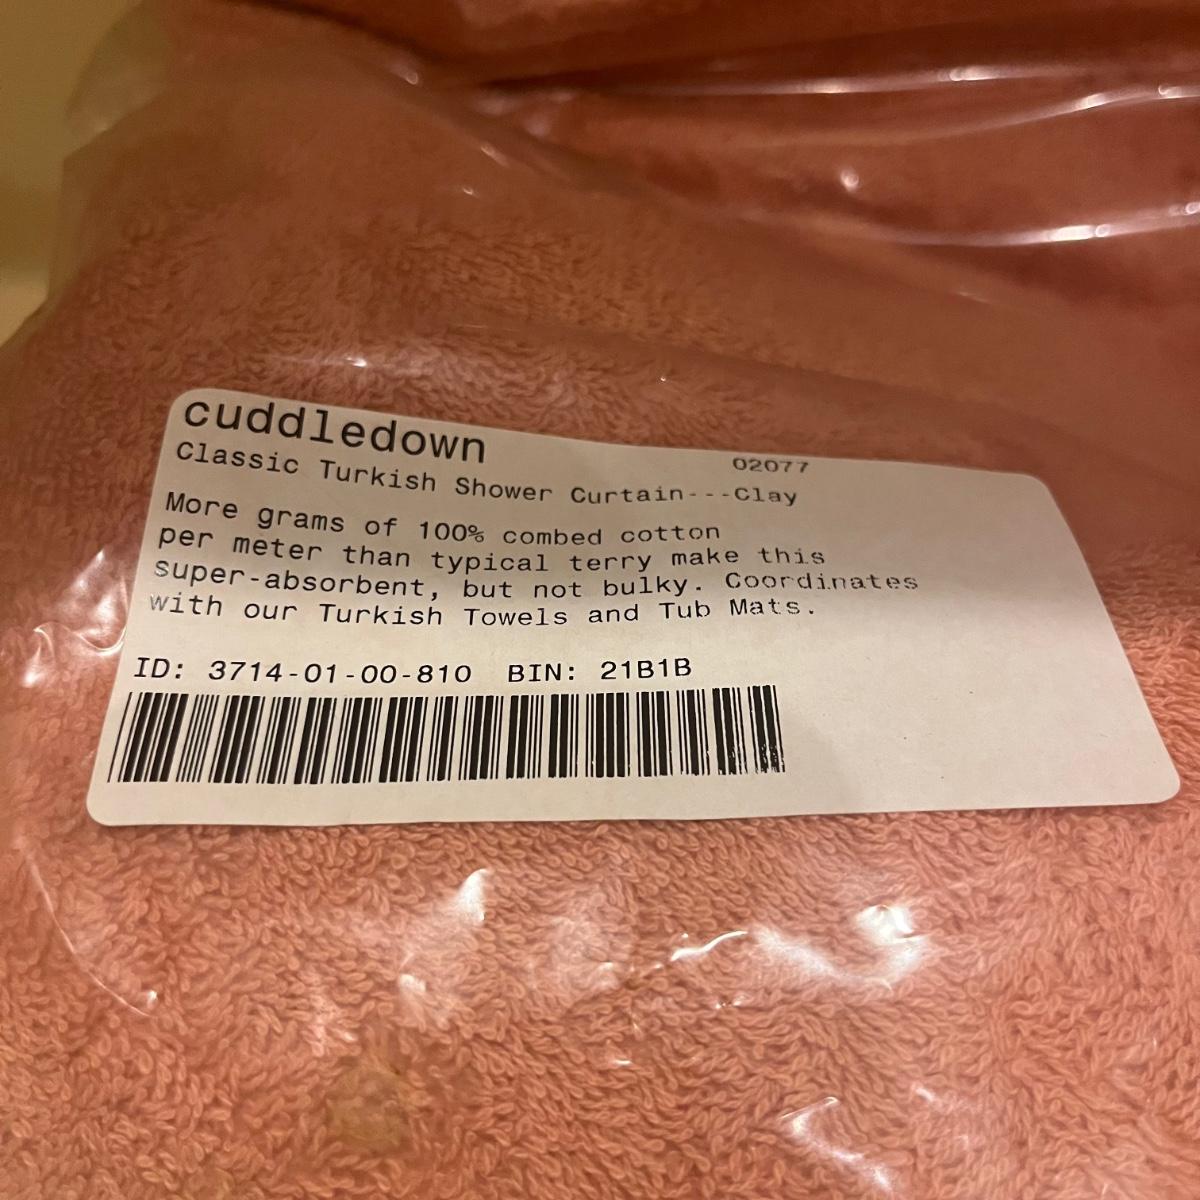 cuddledown
02077
Classic Turkish Shower Curtain---Clay
More grams of 100% combed cotton
per meter than typical terry make this
super-absorbent, but not bulky. Coordinates
with our Turkish Towels and Tub Mats.
ID: 3714-01-00-810 BIN: 21B1B